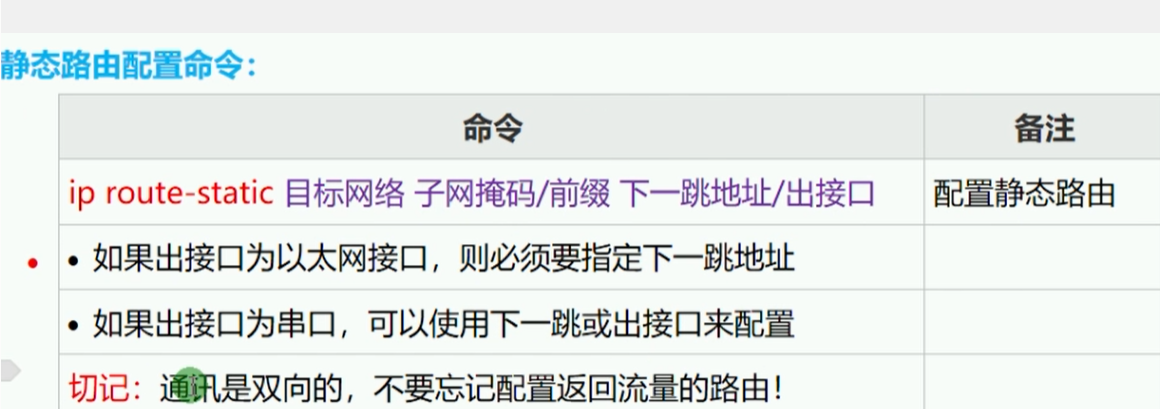 静态路由配置命令：
命令 备注
ip route-static 目标网络 子网掩码/前缀 下一跳地址/出接口 配置静态路由
• 如果出接口为以太网接口，则必须要指定下一跳地址
• 如果出接口为串口，可以使用下一跳或出接口来配置
切记：通讯是双向的，不要忘记配置返回流量的路由！